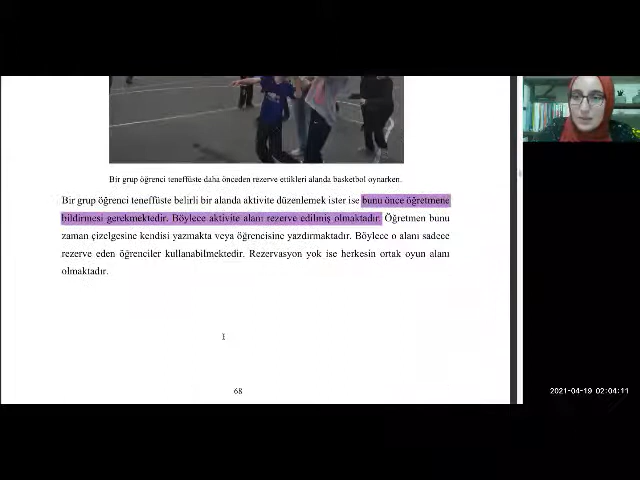 Bir grup öğrenci teneffüste daha önceden rezerve etükleri alanda basketbol oynarken.
Bir grup öğrenci teneffüste belirli bir alanda aktivite düzenlemek ister ise bunu önce öğretmene
bildirmesi gerekmektedir. Böylece aktivite alanı rezerve edilmiş olmaktadır. Öğretmen bunu
zaman çizelgesine kendisi yazmakta veya öğrencisine yazdırmaktadır. Böylece o alanı sadece
rezerve eden öğrenciler kullanabilmektedir. Rezervasyon yok ise herkesin ortak oyun alanı
olmaktadır.
68
2021-04-19 02:04:11